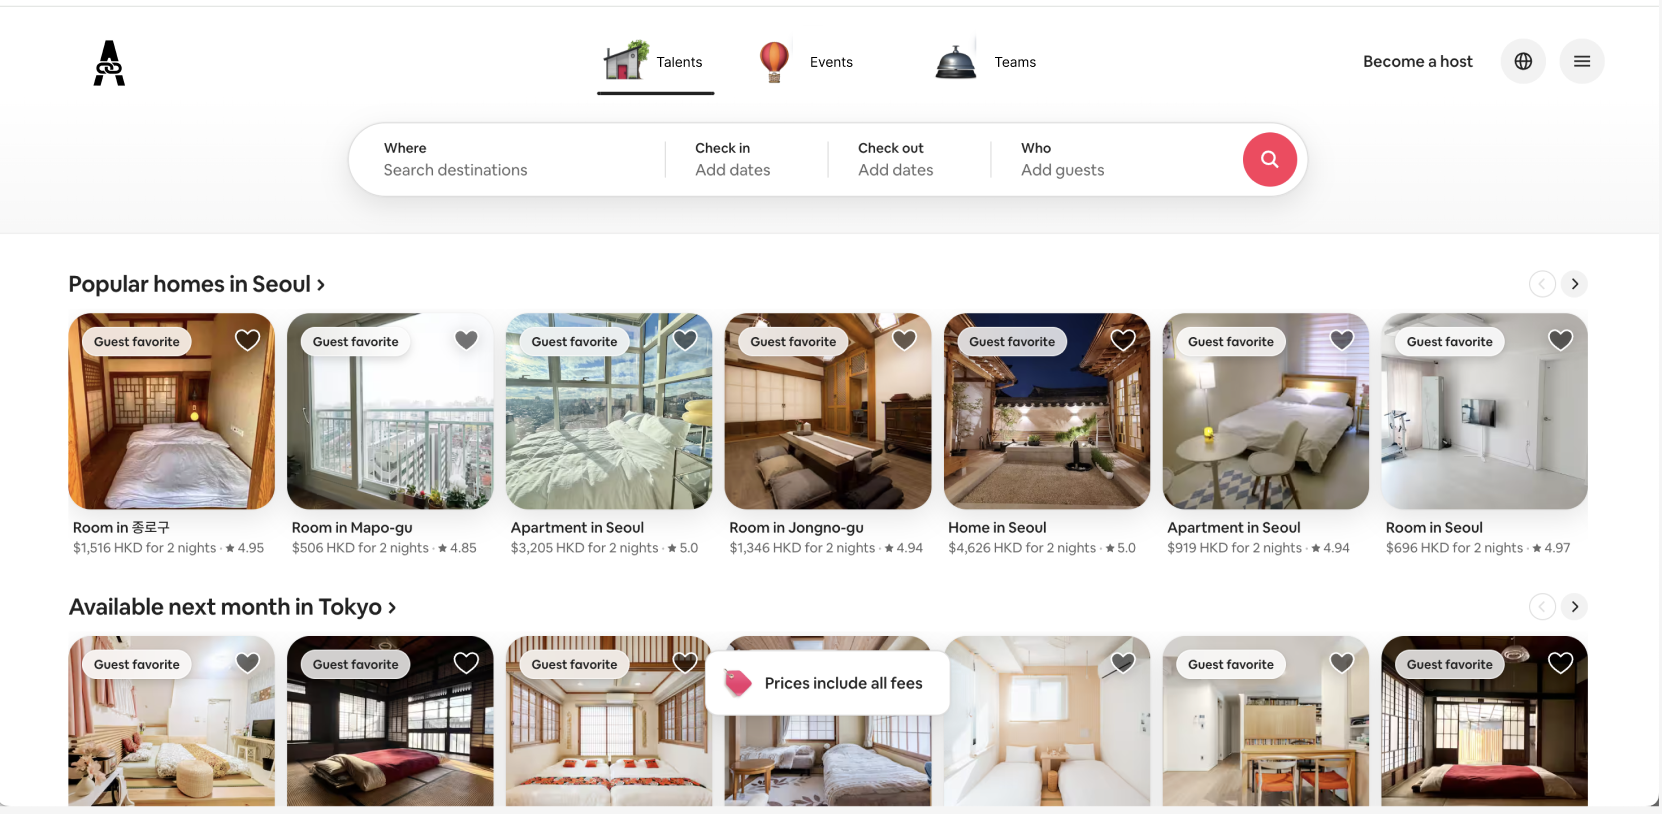 Talents
Events
Teams
Become a host
Where
Search destinations
Check in
Add dates
Check out
Add dates
Who
Add guests
Popular homes in Seoul
Guest favorite
Guest favorite
Guest favorite
Guest favorite
Guest favorite
Guest favorite
Guest favorite
Room in 종로구
$1,516 HKD for 2 nights · ★ 4.95
Room in Mapo-gu
$506 HKD for 2 nights · ★ 4.85
Apartment in Seoul
$3,205 HKD for 2 nights · ★ 5.0
Room in Jongno-gu
$1,346 HKD for 2 nights · ★ 4.94
Home in Seoul
$4,626 HKD for 2 nights · ★ 5.0
Apartment in Seoul
$919 HKD for 2 nights · ★ 4.94
Room in Seoul
$696 HKD for 2 nights · ★ 4.97
Available next month in Tokyo
Guest favorite
Guest favorite
Guest favorite
Guest favorite
Guest favorite
Prices include all fees